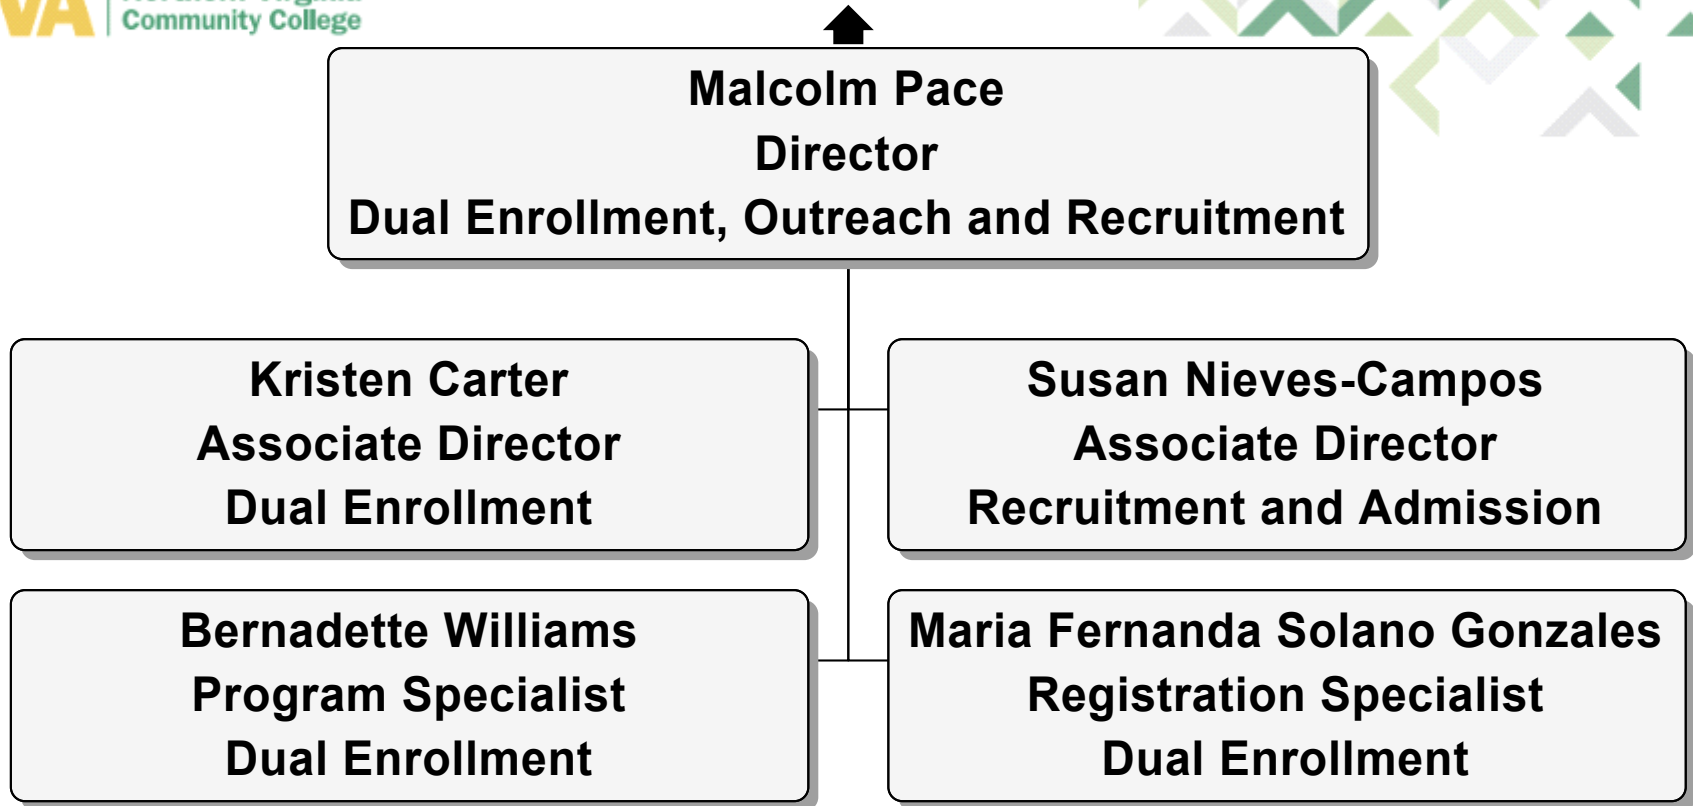 VA
Community College
Malcolm Pace
Director
Dual Enrollment, Outreach and Recruitment
Kristen Carter
Associate Director
Dual Enrollment
Susan Nieves-Campos
Associate Director
Recruitment and Admission
Bernadette Williams
Program Specialist
Dual Enrollment
Maria Fernanda Solano Gonzales
Registration Specialist
Dual Enrollment